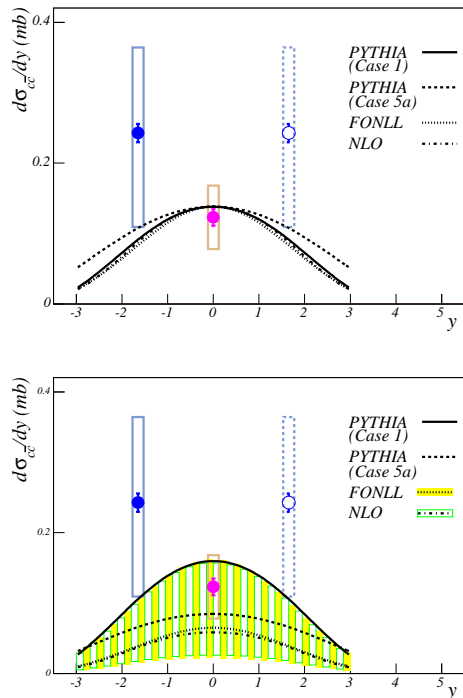 dσcc̄/dy (mb)
0.4
PYTHIA
(Case 1)
PYTHIA
(Case 5a)
FONLL
NLO
0.2
0
-3 -2 -1 0 1 2 3 4 5
y
dσcc̄/dy (mb)
0.4
PYTHIA
(Case 1)
PYTHIA
(Case 5a)
FONLL
NLO
0.2
0
-3 -2 -1 0 1 2 3 4 5
y